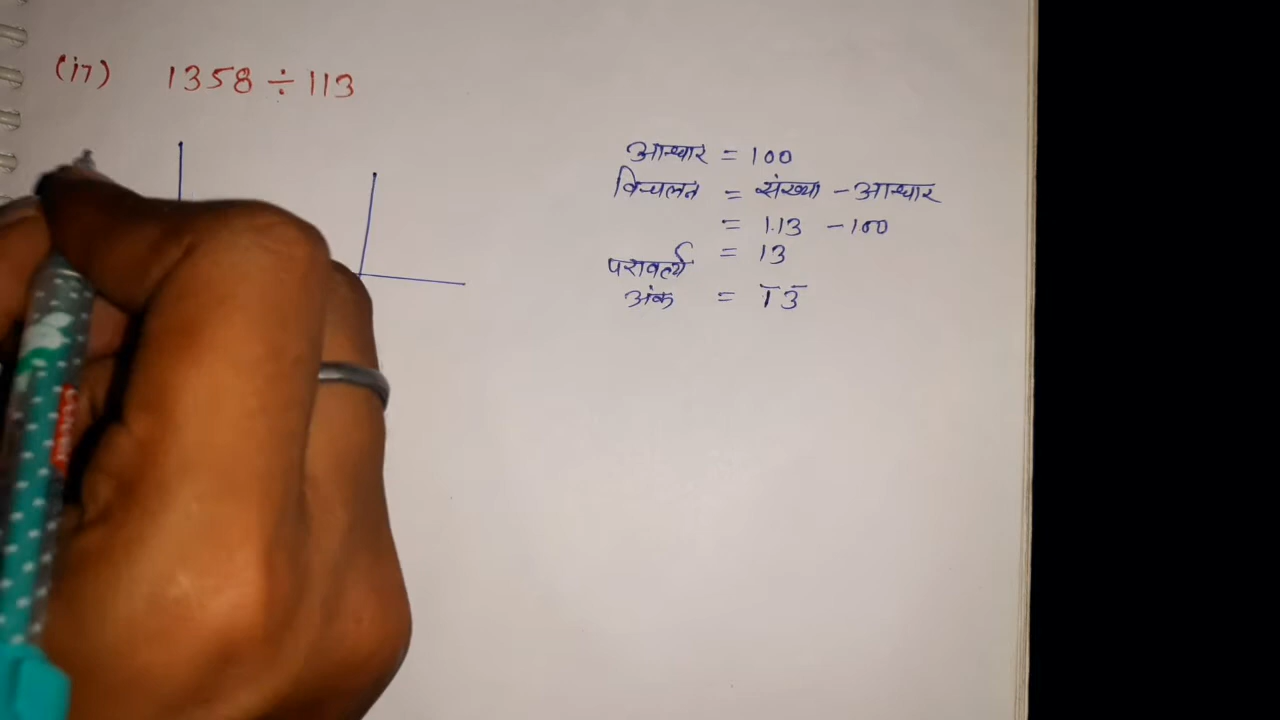 (i7) 1358 ÷ 113
आधार = 100
विचलन = संख्या - आधार
= 113 - 100
= 13
परावर्त्य
अंक = 1̅ 3̅